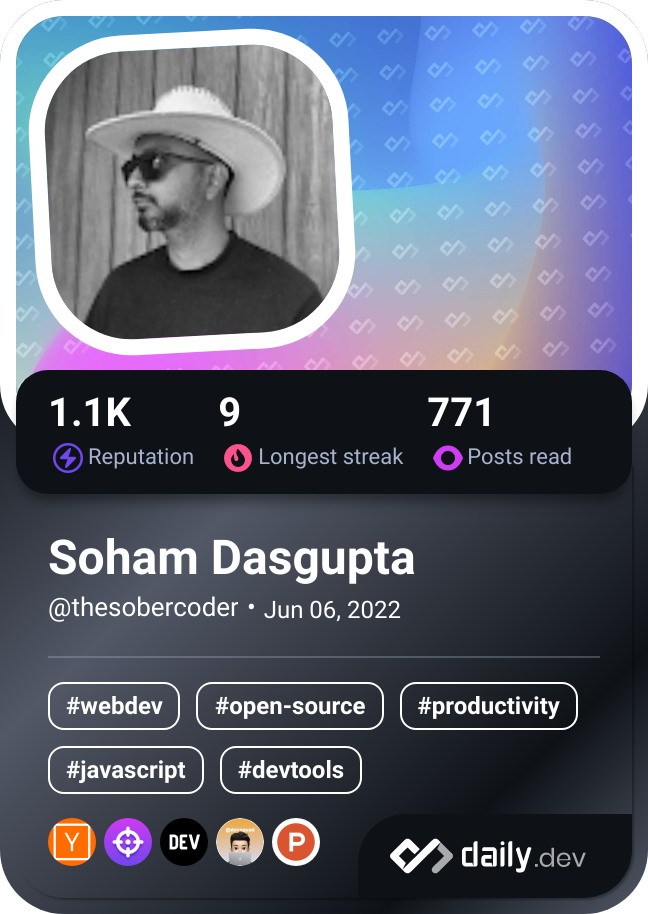 1.1K 9 771
Reputation Longest streak Posts read
Soham Dasgupta
@thesobercoder • Jun 06, 2022
#webdev #open-source #productivity
#javascript #devtools
Y DEV P
daily.dev